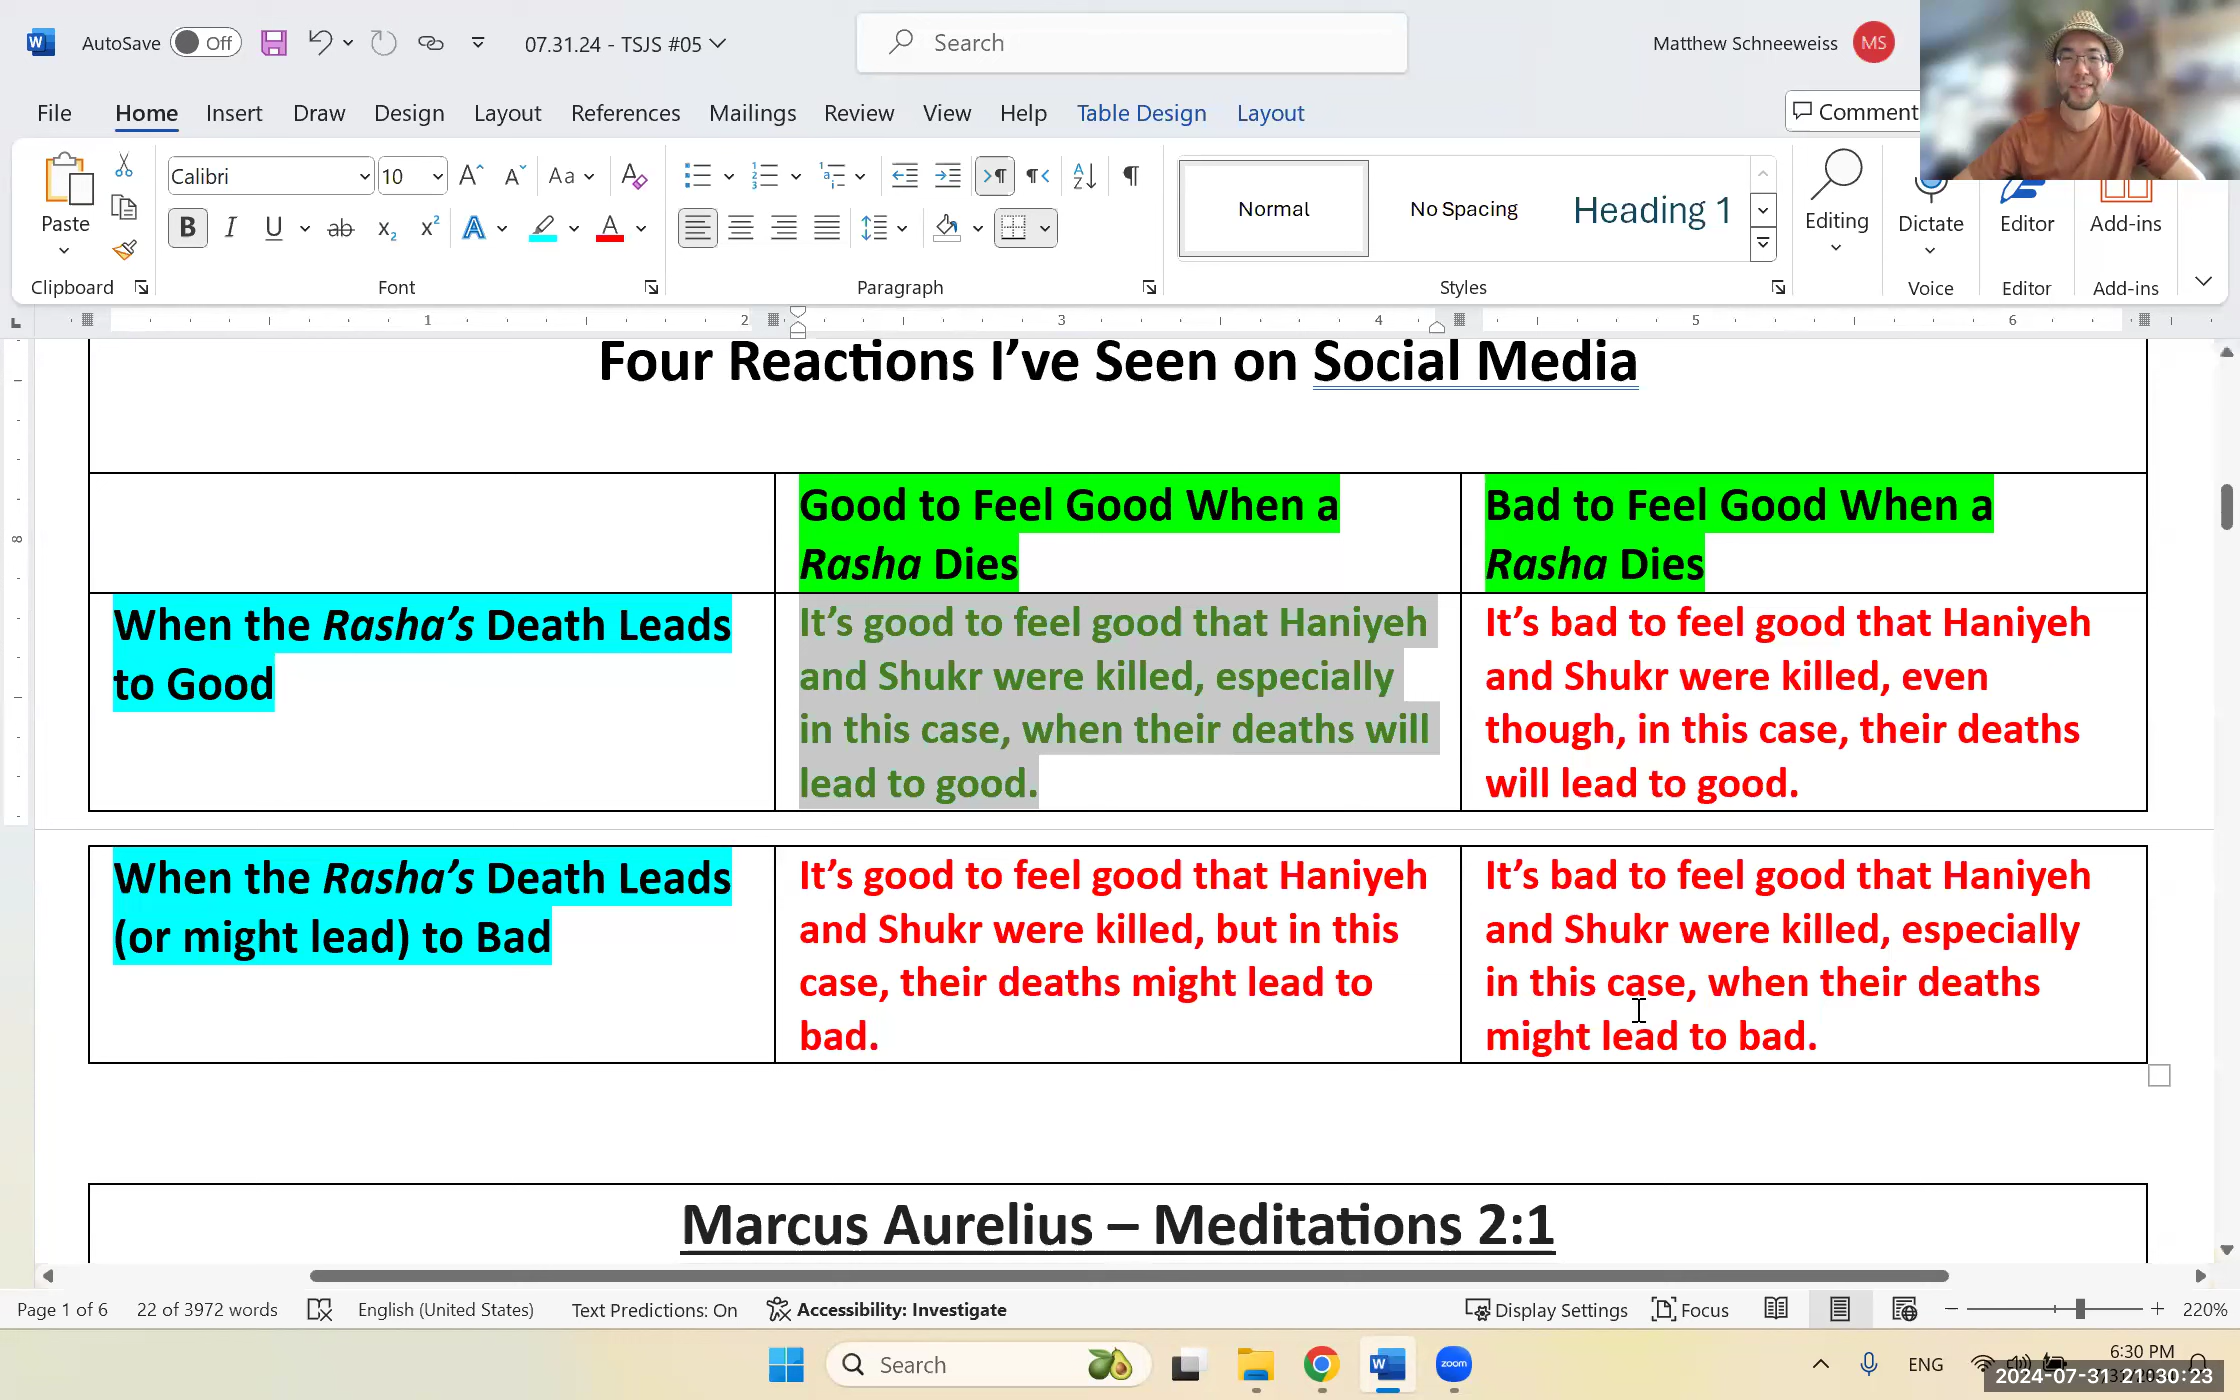 AutoSave Off 07.31.24 - TSJS #05 Search Matthew Schneeweiss MS
File Home Insert Draw Design Layout References Mailings Review View Help Table Design Layout Comment
Paste Calibri 10 Aa Normal No Spacing Heading 1 Editing Dictate Editor Add-ins
Clipboard Font Paragraph Styles Voice Editor Add-ins
1 2 3 4 5 6
8
Four Reactions I've Seen on Social Media
Good to Feel Good When a
Rasha Dies
Bad to Feel Good When a
Rasha Dies
When the Rasha's Death Leads
to Good
It's good to feel good that Haniyeh
and Shukr were killed, especially
in this case, when their deaths will
lead to good.
It's bad to feel good that Haniyeh
and Shukr were killed, even
though, in this case, their deaths
will lead to good.
When the Rasha's Death Leads
(or might lead) to Bad
It's good to feel good that Haniyeh
and Shukr were killed, but in this
case, their deaths might lead to
bad.
It's bad to feel good that Haniyeh
and Shukr were killed, especially
in this case, when their deaths
might lead to bad.
Marcus Aurelius – Meditations 2:1
Page 1 of 6 22 of 3972 words English (United States) Text Predictions: On Accessibility: Investigate Display Settings Focus 220%
Search zoom ENG 6:30 PM
2024-07-31 21:30:23